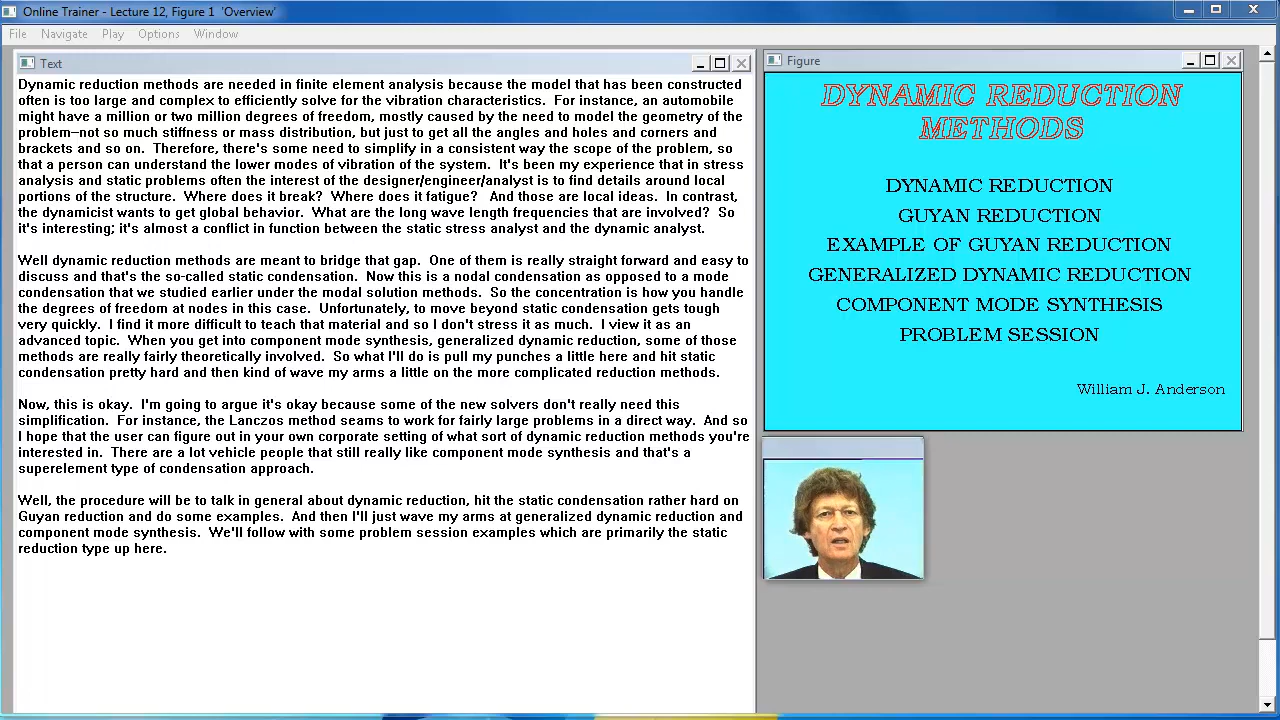 Online Trainer - Lecture 12, Figure 1 'Overview'
File Navigate Play Options Window
Text
Dynamic reduction methods are needed in finite element analysis because the model that has been constructed
often is too large and complex to efficiently solve for the vibration characteristics. For instance, an automobile
might have a million or two million degrees of freedom, mostly caused by the need to model the geometry of the
problem--not so much stiffness or mass distribution, but just to get all the angles and holes and corners and
brackets and so on. Therefore, there's some need to simplify in a consistent way the scope of the problem, so
that a person can understand the lower modes of vibration of the system. It's been my experience that in stress
analysis and static problems often the interest of the designer/engineer/analyst is to find details around local
portions of the structure. Where does it break? Where does it fatigue? And those are local ideas. In contrast,
the dynamicist wants to get global behavior. What are the long wave length frequencies that are involved? So
it's interesting; it's almost a conflict in function between the static stress analyst and the dynamic analyst.
Well dynamic reduction methods are meant to bridge that gap. One of them is really straight forward and easy to
discuss and that's the so-called static condensation. Now this is a nodal condensation as opposed to a mode
condensation that we studied earlier under the modal solution methods. So the concentration is how you handle
the degrees of freedom at nodes in this case. Unfortunately, to move beyond static condensation gets tough
very quickly. I find it more difficult to teach that material and so I don't stress it as much. I view it as an
advanced topic. When you get into component mode synthesis, generalized dynamic reduction, some of those
methods are really fairly theoretically involved. So what I'll do is pull my punches a little here and hit static
condensation pretty hard and then kind of wave my arms a little on the more complicated reduction methods.
Now, this is okay. I'm going to argue it's okay because some of the new solvers don't really need this
simplification. For instance, the Lanczos method seams to work for fairly large problems in a direct way. And so
I hope that the user can figure out in your own corporate setting of what sort of dynamic reduction methods you're
interested in. There are a lot vehicle people that still really like component mode synthesis and that's a
superelement type of condensation approach.
Well, the procedure will be to talk in general about dynamic reduction, hit the static condensation rather hard on
Guyan reduction and do some examples. And then I'll just wave my arms at generalized dynamic reduction and
component mode synthesis. We'll follow with some problem session examples which are primarily the static
reduction type up here.
Figure
DYNAMIC REDUCTION
METHODS
DYNAMIC REDUCTION
GUYAN REDUCTION
EXAMPLE OF GUYAN REDUCTION
GENERALIZED DYNAMIC REDUCTION
COMPONENT MODE SYNTHESIS
PROBLEM SESSION
William J. Anderson